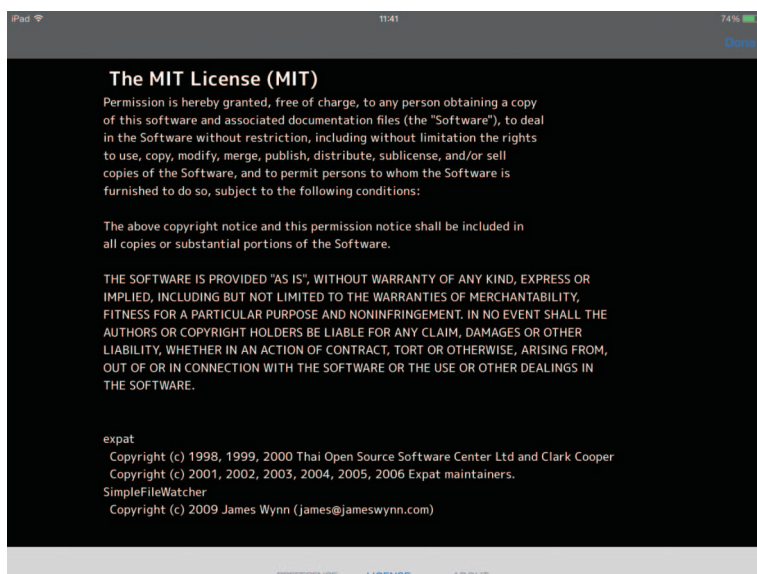 iPad 11:41 74%
Done
The MIT License (MIT)
Permission is hereby granted, free of charge, to any person obtaining a copy
of this software and associated documentation files (the "Software"), to deal
in the Software without restriction, including without limitation the rights
to use, copy, modify, merge, publish, distribute, sublicense, and/or sell
copies of the Software, and to permit persons to whom the Software is
furnished to do so, subject to the following conditions:
The above copyright notice and this permission notice shall be included in
all copies or substantial portions of the Software.
THE SOFTWARE IS PROVIDED "AS IS", WITHOUT WARRANTY OF ANY KIND, EXPRESS OR
IMPLIED, INCLUDING BUT NOT LIMITED TO THE WARRANTIES OF MERCHANTABILITY,
FITNESS FOR A PARTICULAR PURPOSE AND NONINFRINGEMENT. IN NO EVENT SHALL THE
AUTHORS OR COPYRIGHT HOLDERS BE LIABLE FOR ANY CLAIM, DAMAGES OR OTHER
LIABILITY, WHETHER IN AN ACTION OF CONTRACT, TORT OR OTHERWISE, ARISING FROM,
OUT OF OR IN CONNECTION WITH THE SOFTWARE OR THE USE OR OTHER DEALINGS IN
THE SOFTWARE.
expat
Copyright (c) 1998, 1999, 2000 Thai Open Source Software Center Ltd and Clark Cooper
Copyright (c) 2001, 2002, 2003, 2004, 2005, 2006 Expat maintainers.
SimpleFileWatcher
Copyright (c) 2009 James Wynn (james@jameswynn.com)